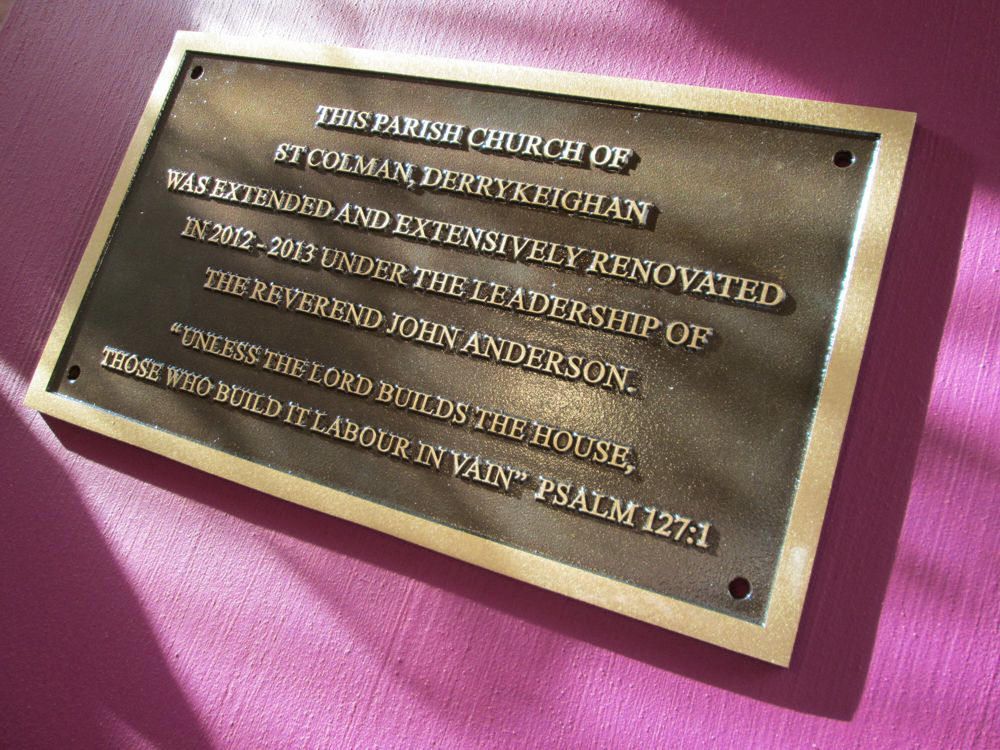 THIS PARISH CHURCH OF
ST COLMAN, DERRYKEIGHAN
WAS EXTENDED AND EXTENSIVELY RENOVATED
IN 2012 - 2013 UNDER THE LEADERSHIP OF
THE REVEREND JOHN ANDERSON.
“UNLESS THE LORD BUILDS THE HOUSE,
THOSE WHO BUILD IT LABOUR IN VAIN” PSALM 127:1